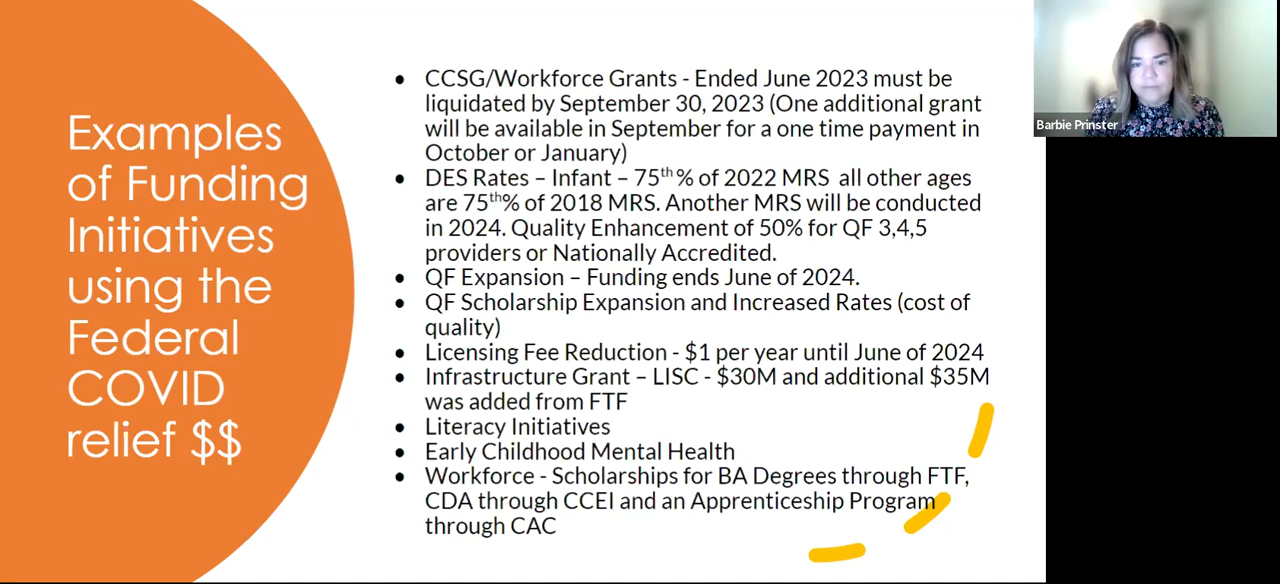 Examples
of Funding
Initiatives
using the
Federal
COVID
relief $$
• CCSG/Workforce Grants - Ended June 2023 must be
liquidated by September 30, 2023 (One additional grant
will be available in September for a one time payment in
October or January)
• DES Rates – Infant – 75th % of 2022 MRS all other ages
are 75th% of 2018 MRS. Another MRS will be conducted
in 2024. Quality Enhancement of 50% for QF 3,4,5
providers or Nationally Accredited.
• QF Expansion – Funding ends June of 2024.
• QF Scholarship Expansion and Increased Rates (cost of
quality)
• Licensing Fee Reduction - $1 per year until June of 2024
• Infrastructure Grant – LISC - $30M and additional $35M
was added from FTF
• Literacy Initiatives
• Early Childhood Mental Health
• Workforce - Scholarships for BA Degrees through FTF,
CDA through CCEI and an Apprenticeship Program
through CAC
Barbie Prinster